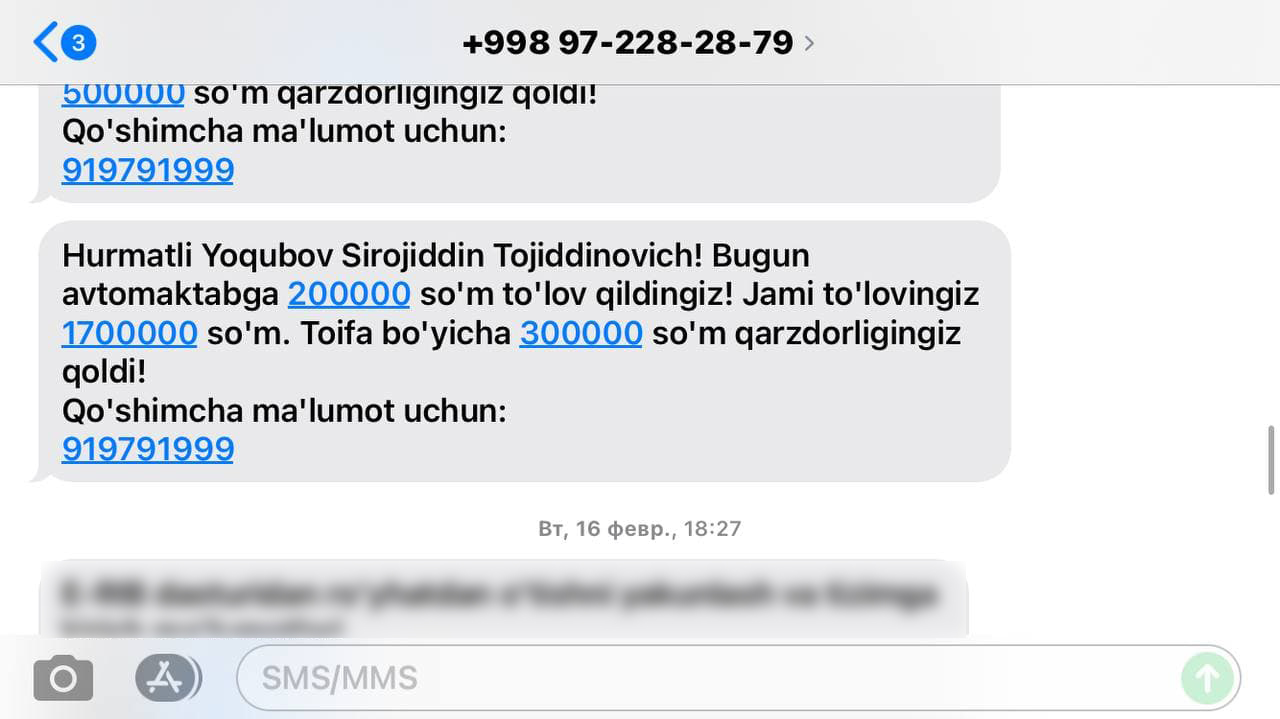 3
+998 97-228-28-79
500000 so'm qarzdorligingiz qoldi!
Qo'shimcha ma'lumot uchun:
919791999
Hurmatli Yoqubov Sirojiddin Tojiddinovich! Bugun
avtomaktabga 200000 so'm to'lov qildingiz! Jami to'lovingiz
1700000 so'm. Toifa bo'yicha 300000 so'm qarzdorligingiz
qoldi!
Qo'shimcha ma'lumot uchun:
919791999
Вт, 16 февр., 18:27
SMS/MMS